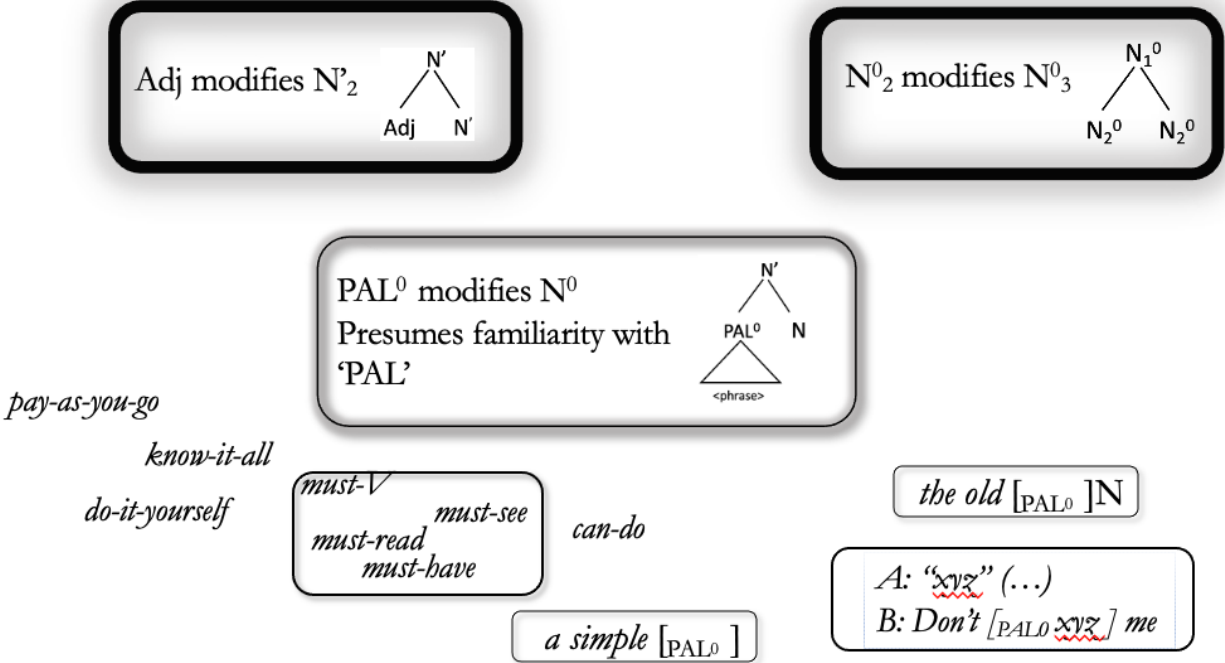 Adj modifies N’₂
N'
Adj N'
N⁰₂ modifies N⁰₃
N₁⁰
N₂⁰ N₂⁰
PAL⁰ modifies N⁰
Presumes familiarity with
‘PAL’
N'
PAL⁰ N
<phrase>
pay-as-you-go
know-it-all
do-it-yourself
must-V
must-see
must-read
must-have
can-do
a simple [PAL⁰ ]
the old [PAL⁰ ]N
A: “xyz” (…)
B: Don't [PAL0 xyz ] me